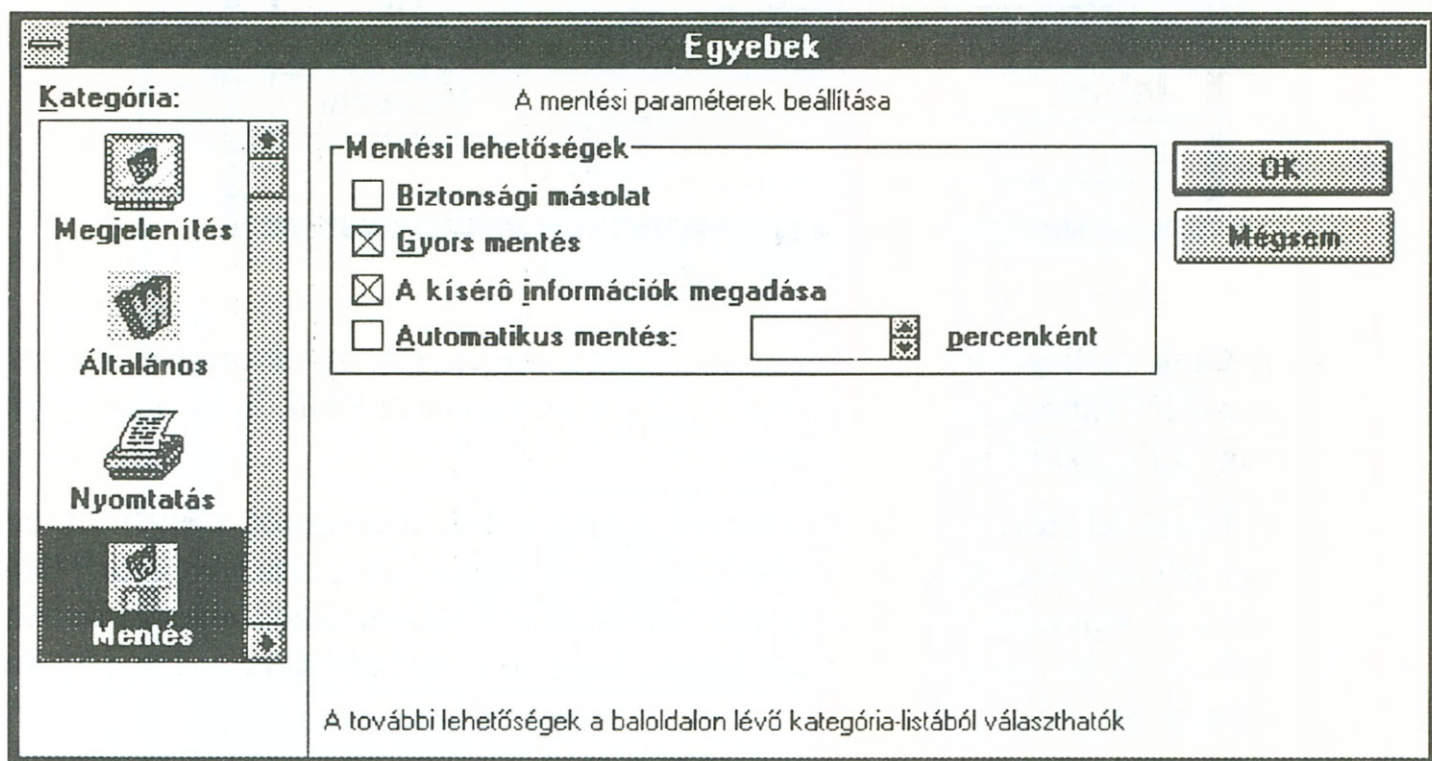 Egyebek
Kategória:
Megjelenítés
Általános
Nyomtatás
Mentés
A mentési paraméterek beállítása
Mentési lehetőségek
Biztonsági másolat
Gyors mentés
A kísérô információk megadása
Automatikus mentés: percenként
OK
Mégsem
A további lehetőségek a baloldalon lévő kategória-listából választhatók